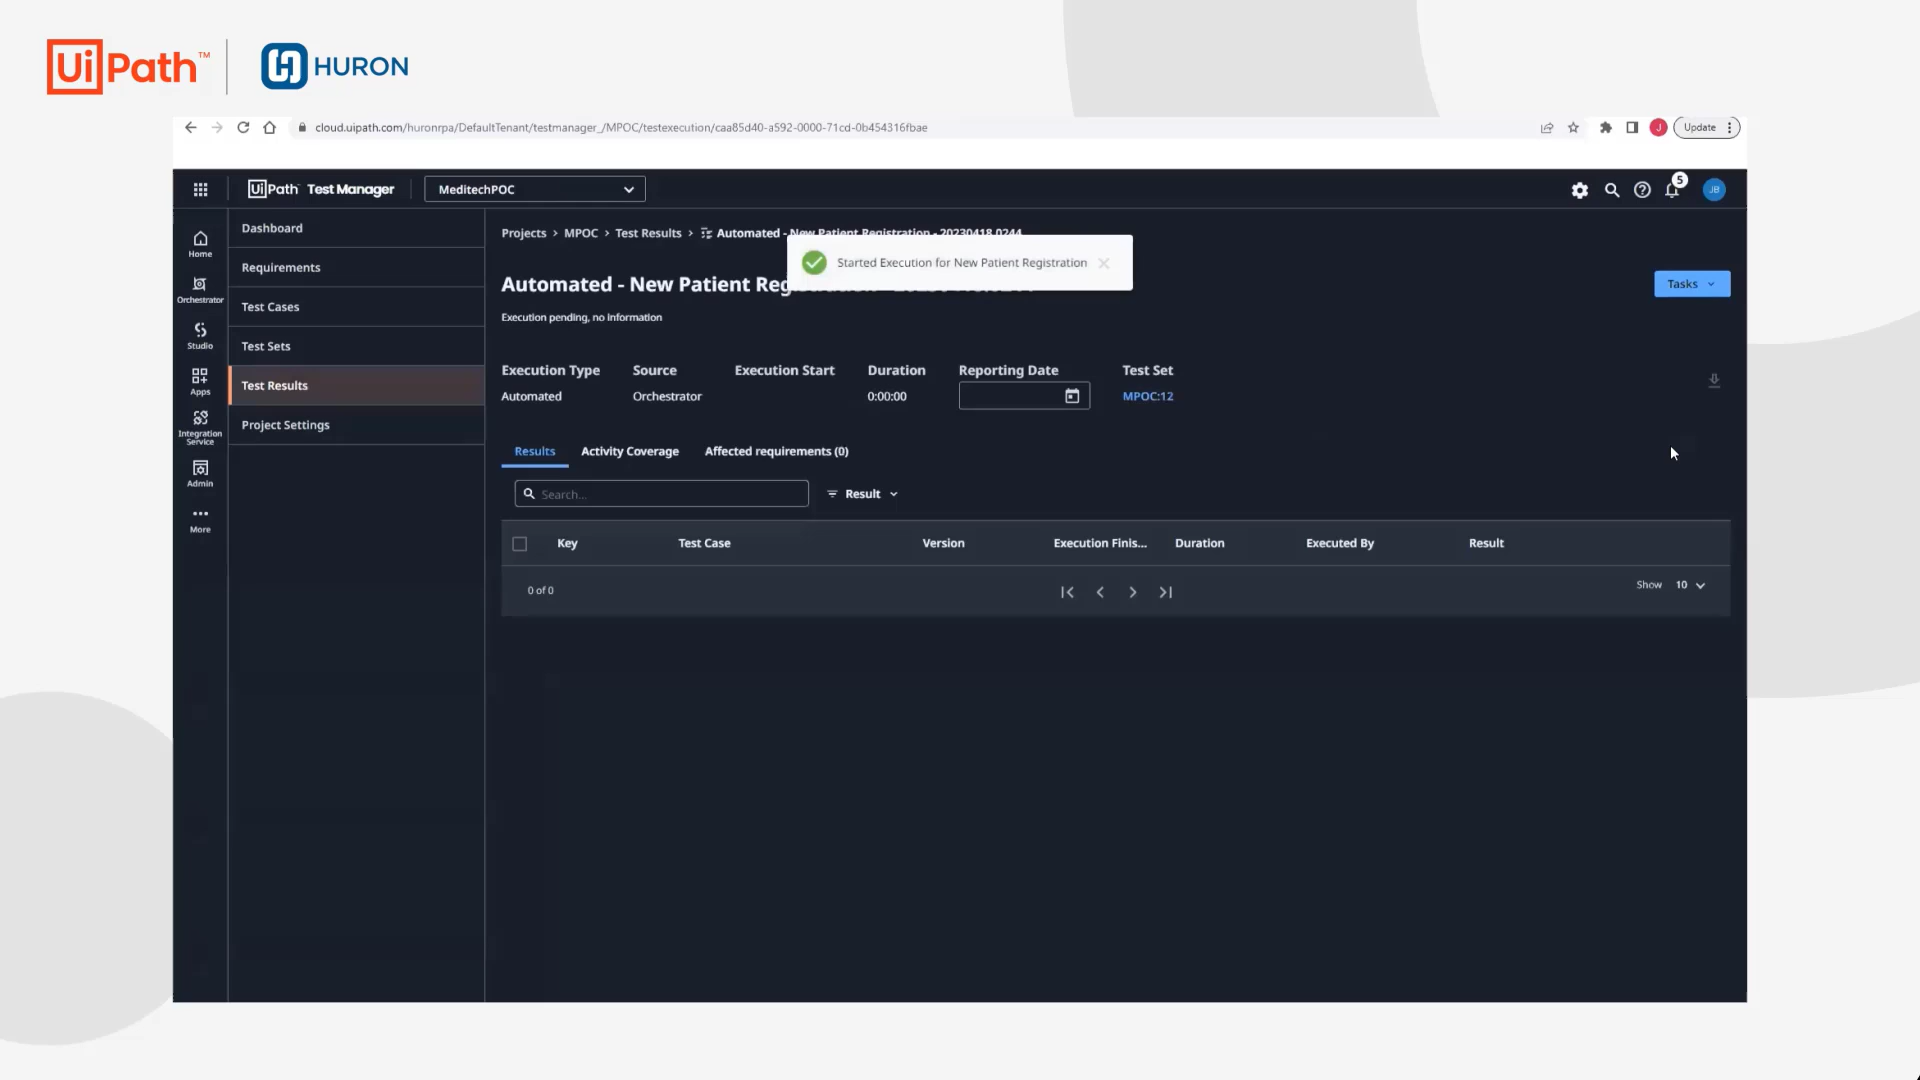 UiPath™ HURON
cloud.uipath.com/huronrpa/DefaultTenant/testmanager_/MPOC/testexecution/caa85d40-a592-0000-71cd-0b454316fbae J Update
UiPath Test Manager MeditechPOC 5 JB
Home
Orchestrator
Studio
Apps
Integration
Service
Admin
More
Dashboard
Requirements
Test Cases
Test Sets
Test Results
Project Settings
Projects > MPOC > Test Results > Automated - New Patient Registration - 20230418.0244
Started Execution for New Patient Registration
Automated - New Patient Reg
Tasks
Execution pending, no information
Execution Type Source Execution Start Duration Reporting Date Test Set
Automated Orchestrator 0:00:00 MPOC:12
Results Activity Coverage Affected requirements (0)
Search... Result
Key Test Case Version Execution Finis... Duration Executed By Result
0 of 0 Show 10